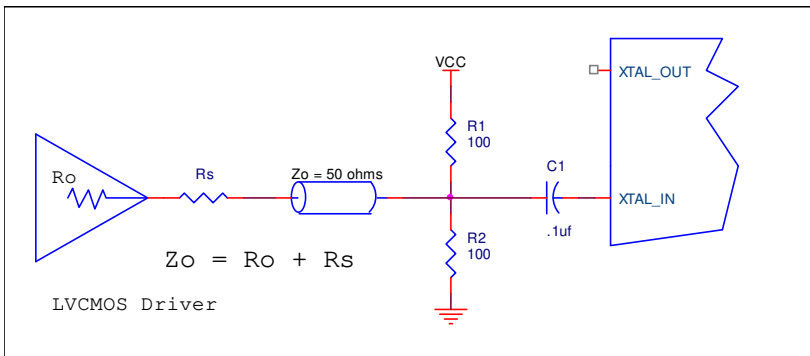 VCC
XTAL_OUT
R1
100
C1
Ro
Rs
Zo = 50 ohms
XTAL_IN
.1uf
R2
100
Zo = Ro + Rs
LVCMOS Driver